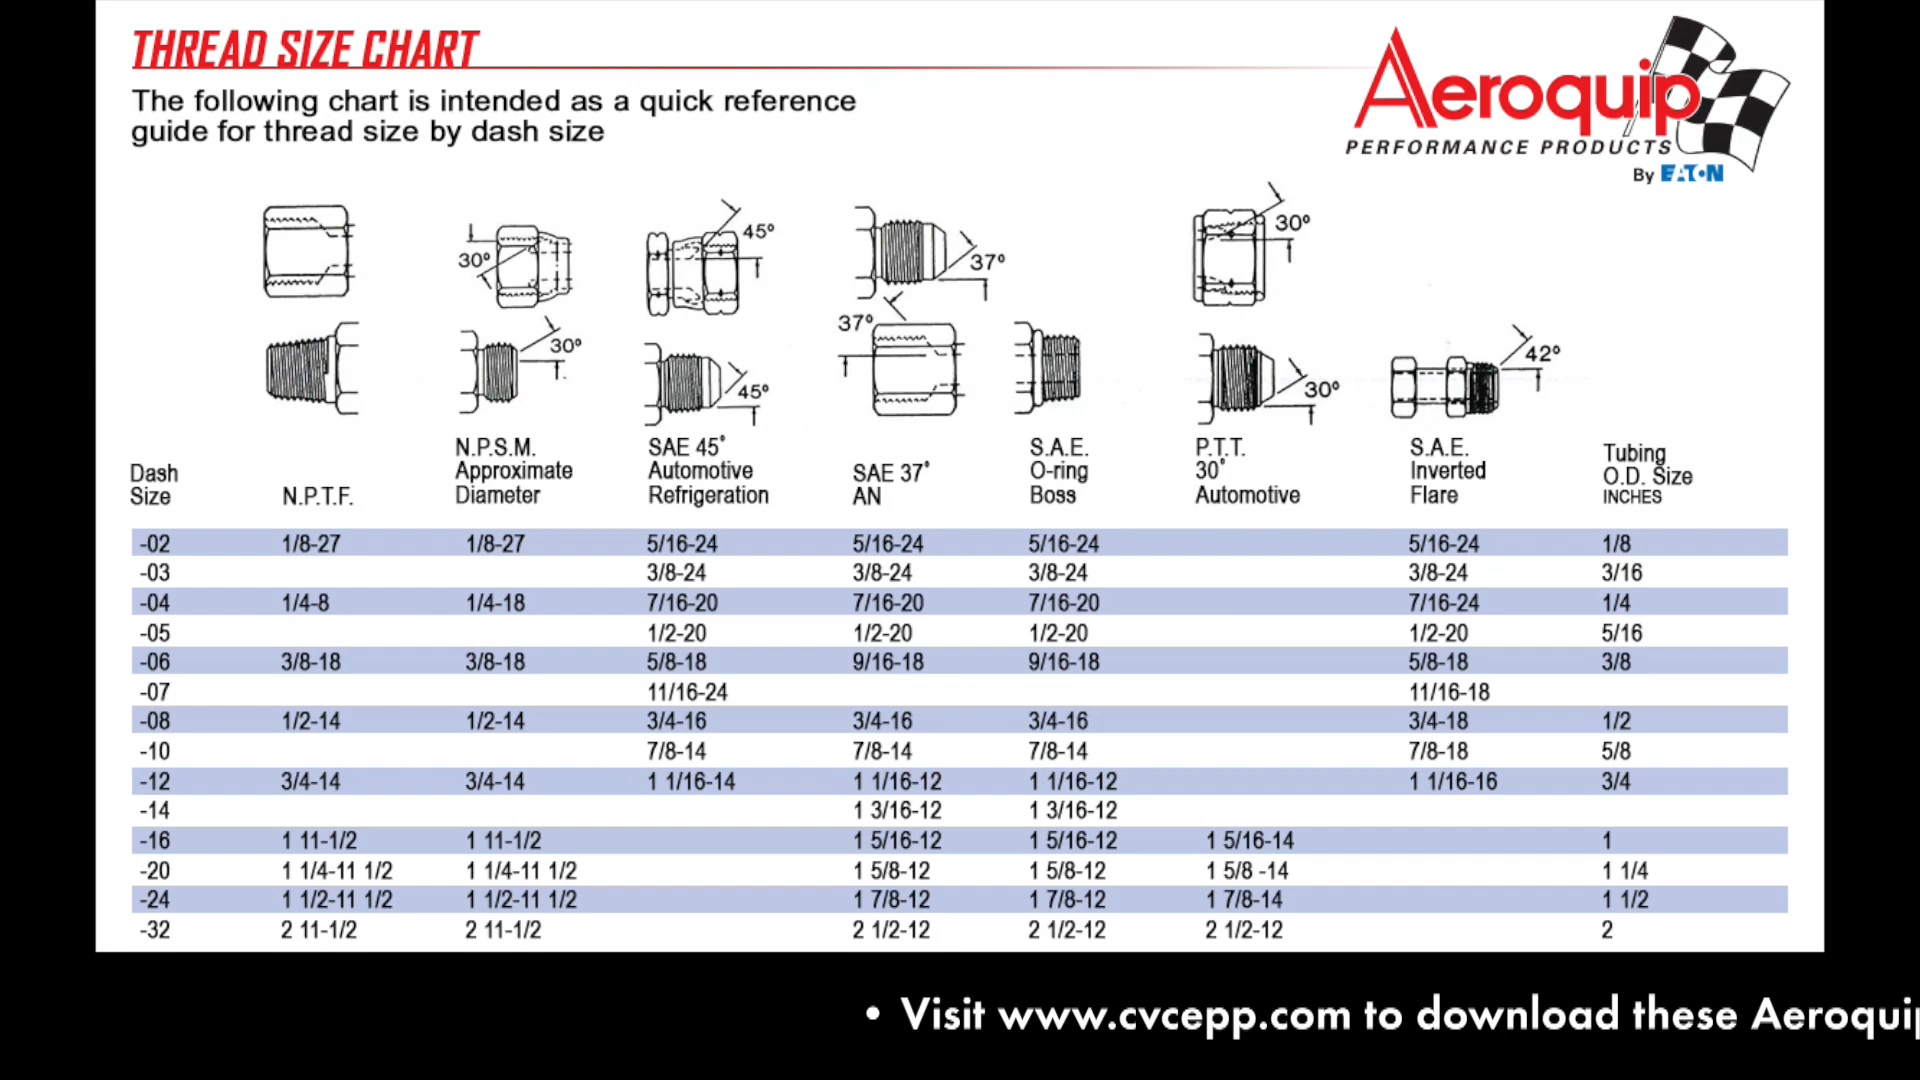 THREAD SIZE CHART
The following chart is intended as a quick reference
guide for thread size by dash size
Aeroquip
PERFORMANCE PRODUCTS
By EATON
30°
45°
37°
30°
37°
30°
45°
30°
42°
Dash Size N.P.T.F. N.P.S.M. Approximate Diameter SAE 45° Automotive Refrigeration SAE 37° AN S.A.E. O-ring Boss P.T.T. 30° Automotive S.A.E. Inverted Flare Tubing O.D. Size INCHES
-02 1/8-27 1/8-27 5/16-24 5/16-24 5/16-24 5/16-24 1/8
-03 3/8-24 3/8-24 3/8-24 3/8-24 3/16
-04 1/4-8 1/4-18 7/16-20 7/16-20 7/16-20 7/16-24 1/4
-05 1/2-20 1/2-20 1/2-20 1/2-20 5/16
-06 3/8-18 3/8-18 5/8-18 9/16-18 9/16-18 5/8-18 3/8
-07 11/16-24 11/16-18
-08 1/2-14 1/2-14 3/4-16 3/4-16 3/4-16 3/4-18 1/2
-10 7/8-14 7/8-14 7/8-14 7/8-18 5/8
-12 3/4-14 3/4-14 1 1/16-14 1 1/16-12 1 1/16-12 1 1/16-16 3/4
-14 1 3/16-12 1 3/16-12
-16 1 11-1/2 1 11-1/2 1 5/16-12 1 5/16-12 1 5/16-14 1
-20 1 1/4-11 1/2 1 1/4-11 1/2 1 5/8-12 1 5/8-12 1 5/8 -14 1 1/4
-24 1 1/2-11 1/2 1 1/2-11 1/2 1 7/8-12 1 7/8-12 1 7/8-14 1 1/2
-32 2 11-1/2 2 11-1/2 2 1/2-12 2 1/2-12 2 1/2-12 2
• Visit www.cvcepp.com to download these Aeroquip